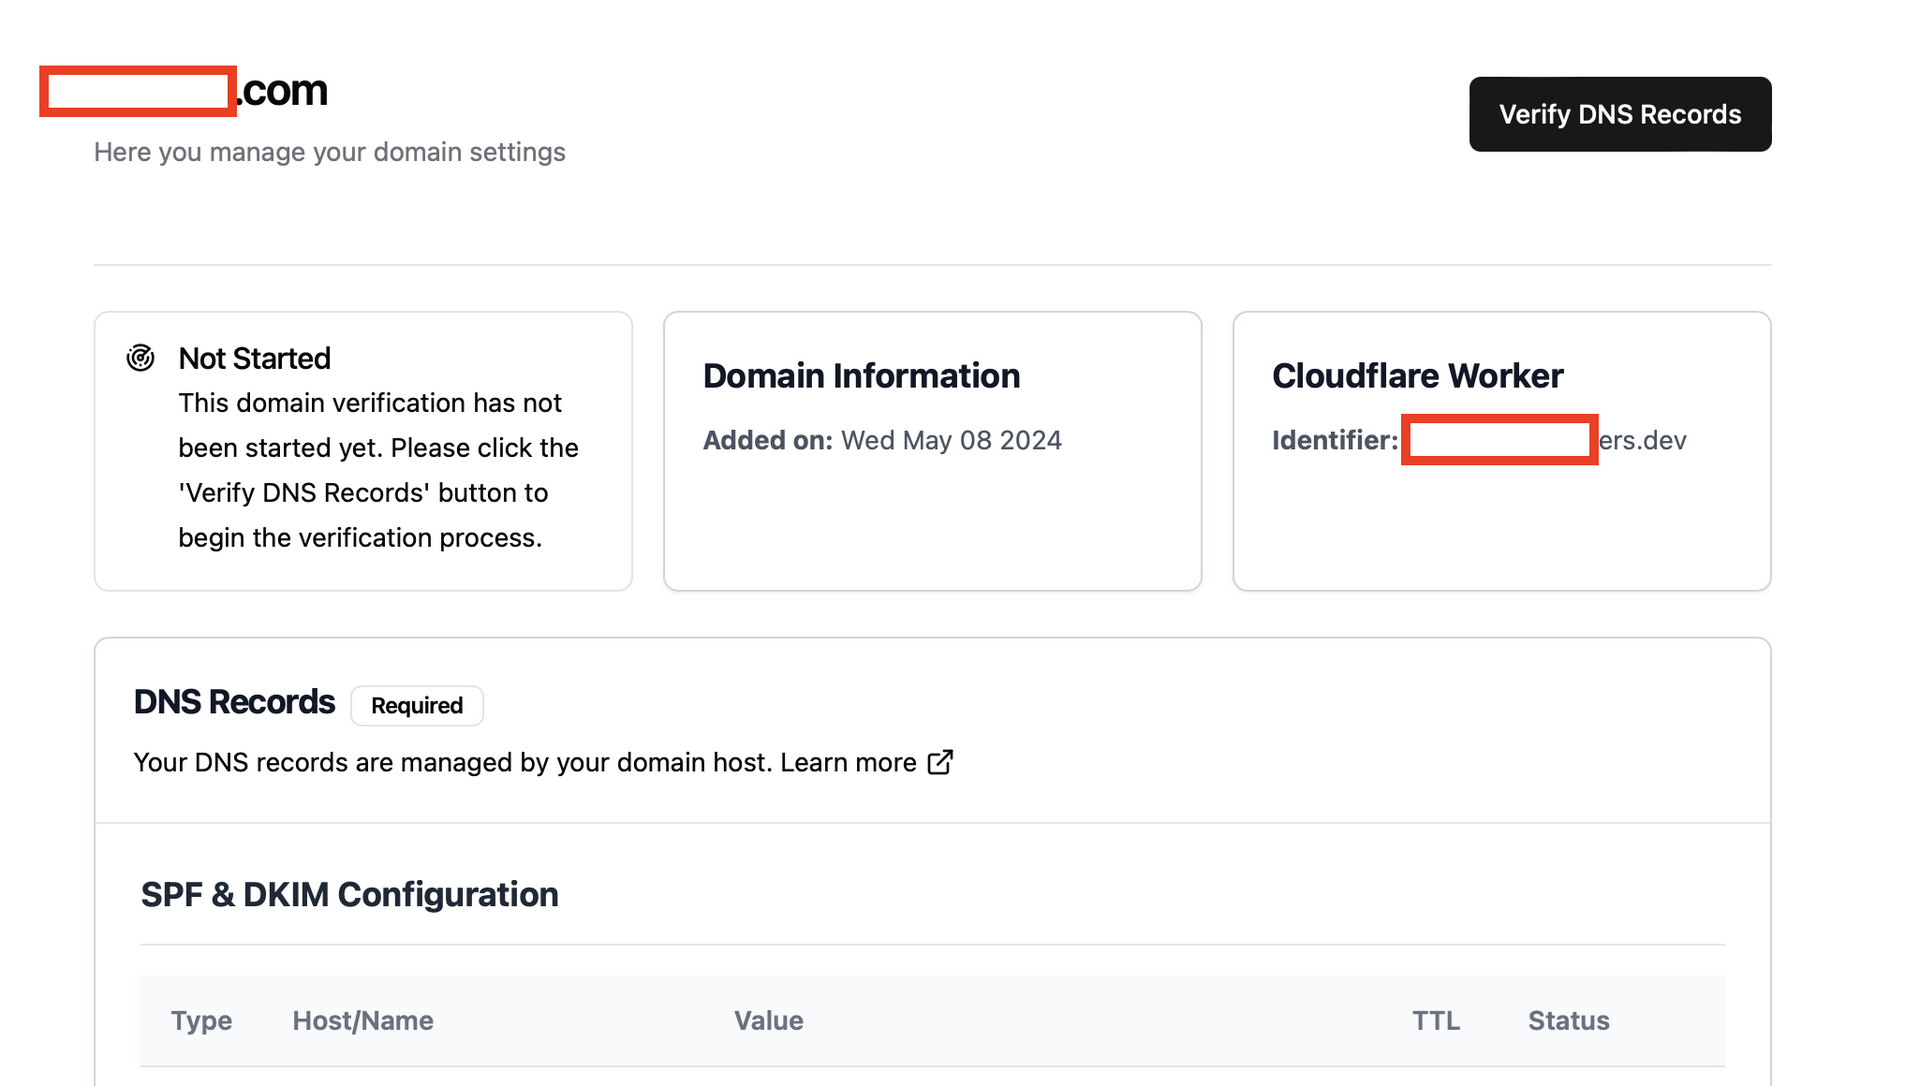 .com
Verify DNS Records
Here you manage your domain settings
Not Started
This domain verification has not
been started yet. Please click the
'Verify DNS Records' button to
begin the verification process.
Domain Information
Added on: Wed May 08 2024
Cloudflare Worker
Identifier: ers.dev
DNS Records Required
Your DNS records are managed by your domain host. Learn more
SPF & DKIM Configuration
Type Host/Name Value TTL Status